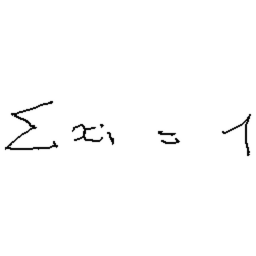 ∑ xᵢ = 1